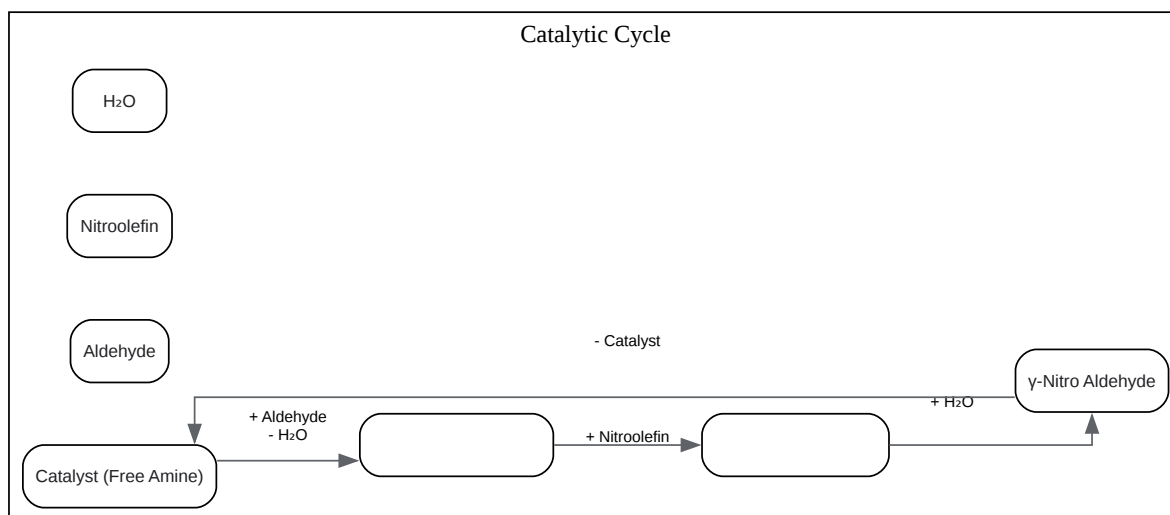 Catalytic Cycle
H₂O
Nitroolefin
Aldehyde
- Catalyst
γ-Nitro Aldehyde
+ H₂O
+ Aldehyde
- H₂O
+ Nitroolefin
Catalyst (Free Amine)